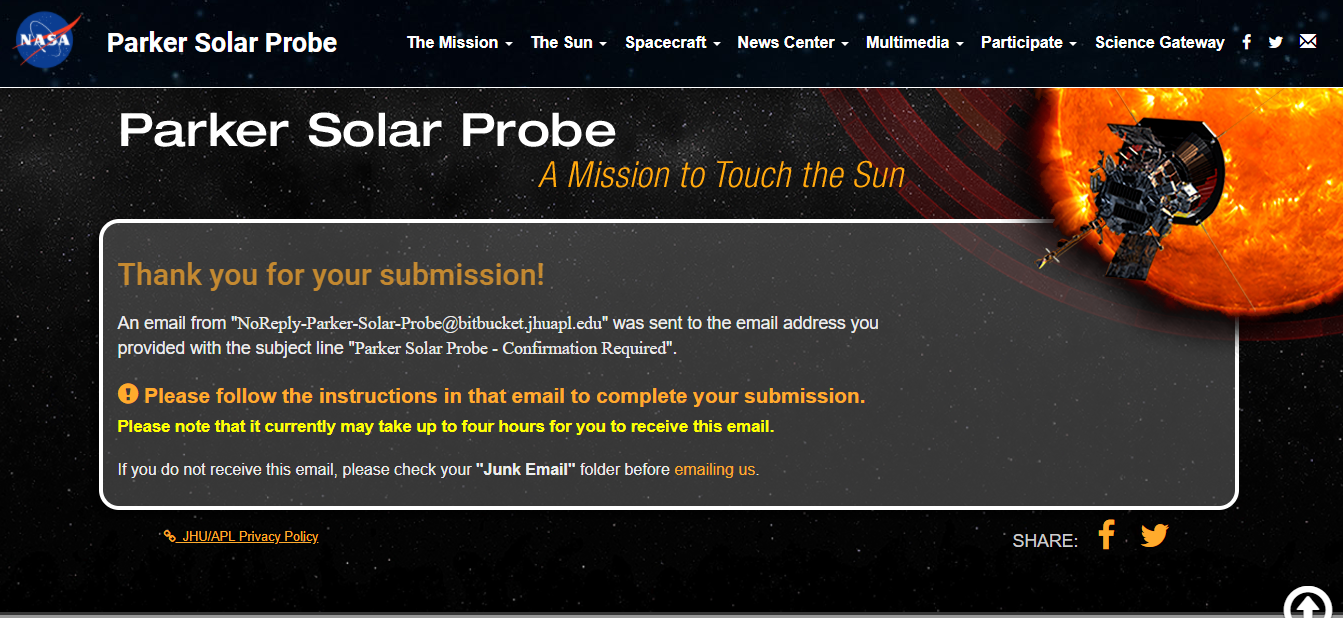 NASA
Parker Solar Probe
The Mission The Sun Spacecraft News Center Multimedia Participate Science Gateway
Parker Solar Probe
A Mission to Touch the Sun
Thank you for your submission!
An email from "NoReply-Parker-Solar-Probe@bitbucket.jhuapl.edu" was sent to the email address you
provided with the subject line "Parker Solar Probe - Confirmation Required".
Please follow the instructions in that email to complete your submission.
Please note that it currently may take up to four hours for you to receive this email.
If you do not receive this email, please check your "Junk Email" folder before emailing us.
JHU/APL Privacy Policy
SHARE: